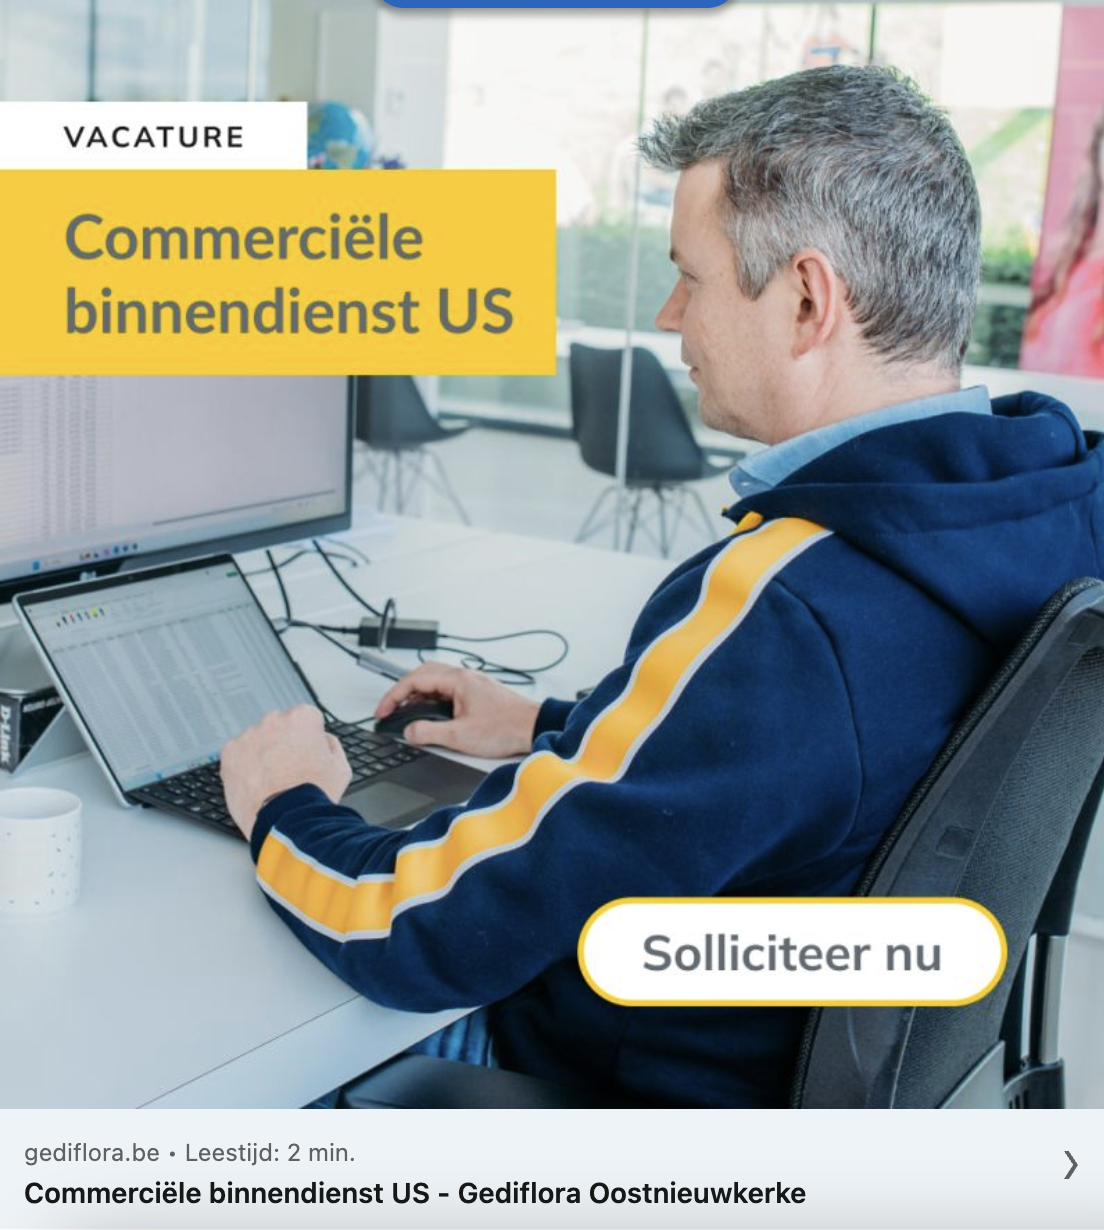 VACATURE
Commerciële
binnendienst US
D-Link
Solliciteer nu
gediflora.be • Leestijd: 2 min.
Commerciële binnendienst US - Gediflora Oostnieuwkerke